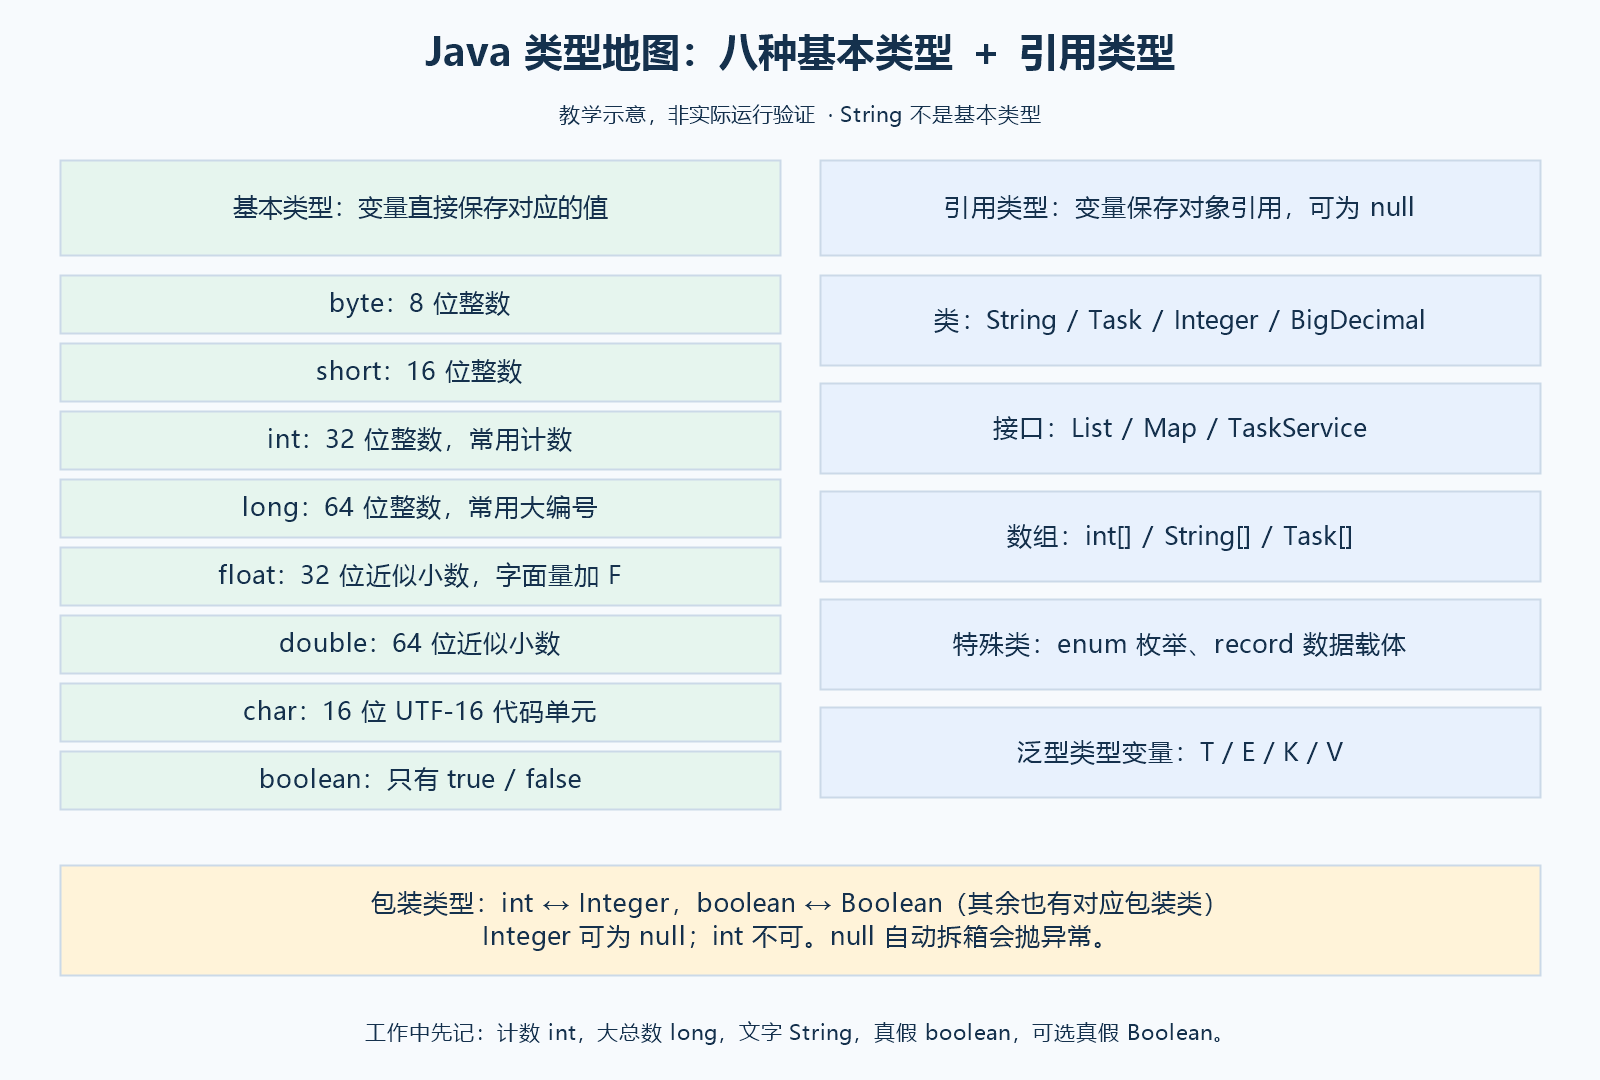 Java 类型地图：八种基本类型 + 引用类型
教学示意，非实际运行验证 · String 不是基本类型
基本类型：变量直接保存对应的值
byte：8 位整数
short：16 位整数
int：32 位整数，常用计数
long：64 位整数，常用大编号
float：32 位近似小数，字面量加 F
double：64 位近似小数
char：16 位 UTF-16 代码单元
boolean：只有 true / false
引用类型：变量保存对象引用，可为 null
类：String / Task / Integer / BigDecimal
接口：List / Map / TaskService
数组：int[] / String[] / Task[]
特殊类：enum 枚举、record 数据载体
泛型类型变量：T / E / K / V
包装类型：int ↔ Integer，boolean ↔ Boolean（其余也有对应包装类）
Integer 可为 null；int 不可。null 自动拆箱会抛异常。
工作中先记：计数 int，大总数 long，文字 String，真假 boolean，可选真假 Boolean。